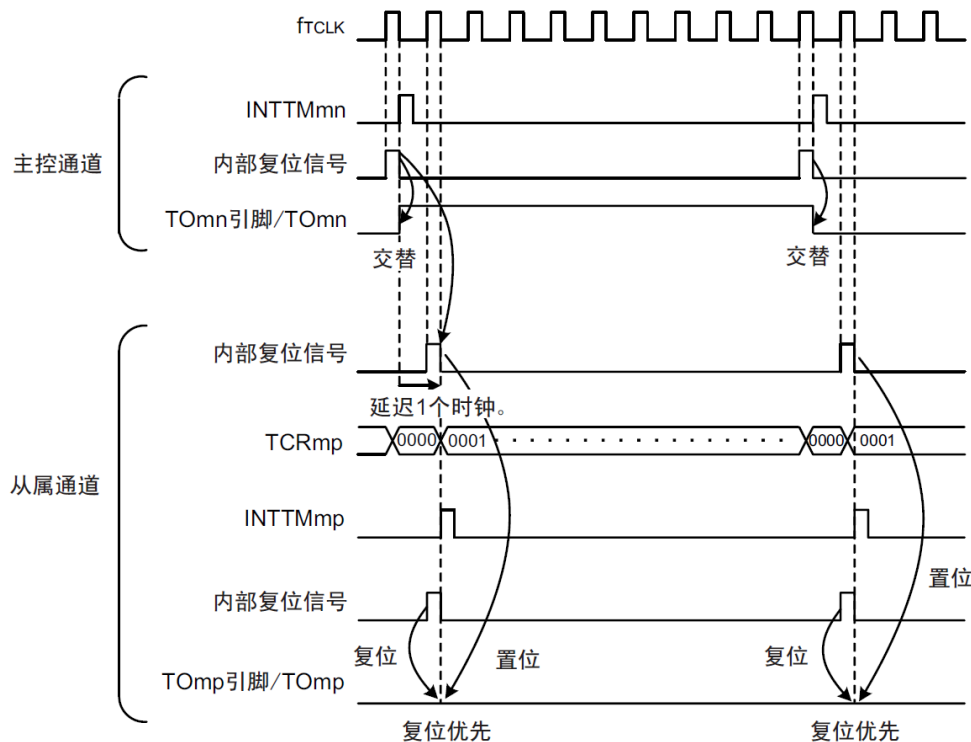 fTCLK
INTTMmn
主控通道
内部复位信号
TOmn引脚/TOmn
交替
交替
内部复位信号
延迟1个时钟。
TCRmp
0000
0001
0000
0001
从属通道
INTTMmp
置位
内部复位信号
复位
置位
复位
TOmp引脚/TOmp
复位优先
复位优先